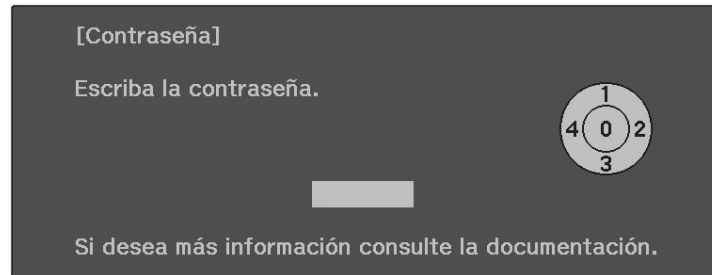 [Contraseña]
Escriba la contraseña.
1
4 0 2
3
Si desea más información consulte la documentación.